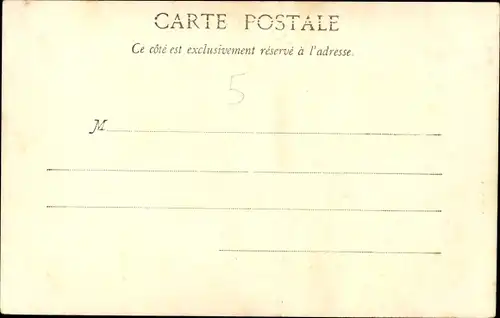 CARTE POSTALE
Ce côté est exclusivement réservé à l'adresse.
5
M